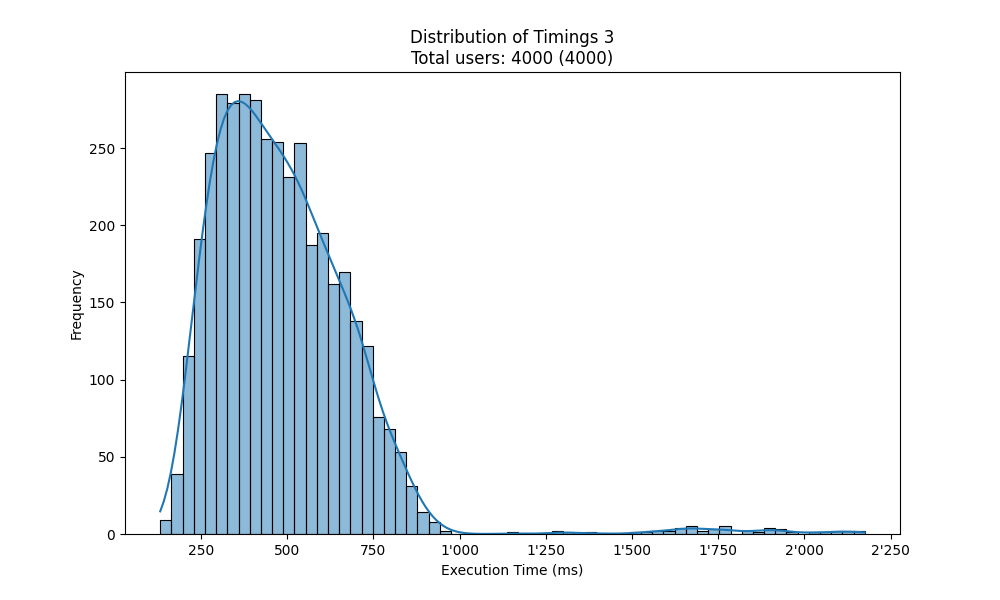 Distribution of Timings 3
Total users: 4000 (4000)
Frequency
250
200
150
100
50
0
250 500 750 1'000 1'250 1'500 1'750 2'000 2'250
Execution Time (ms)